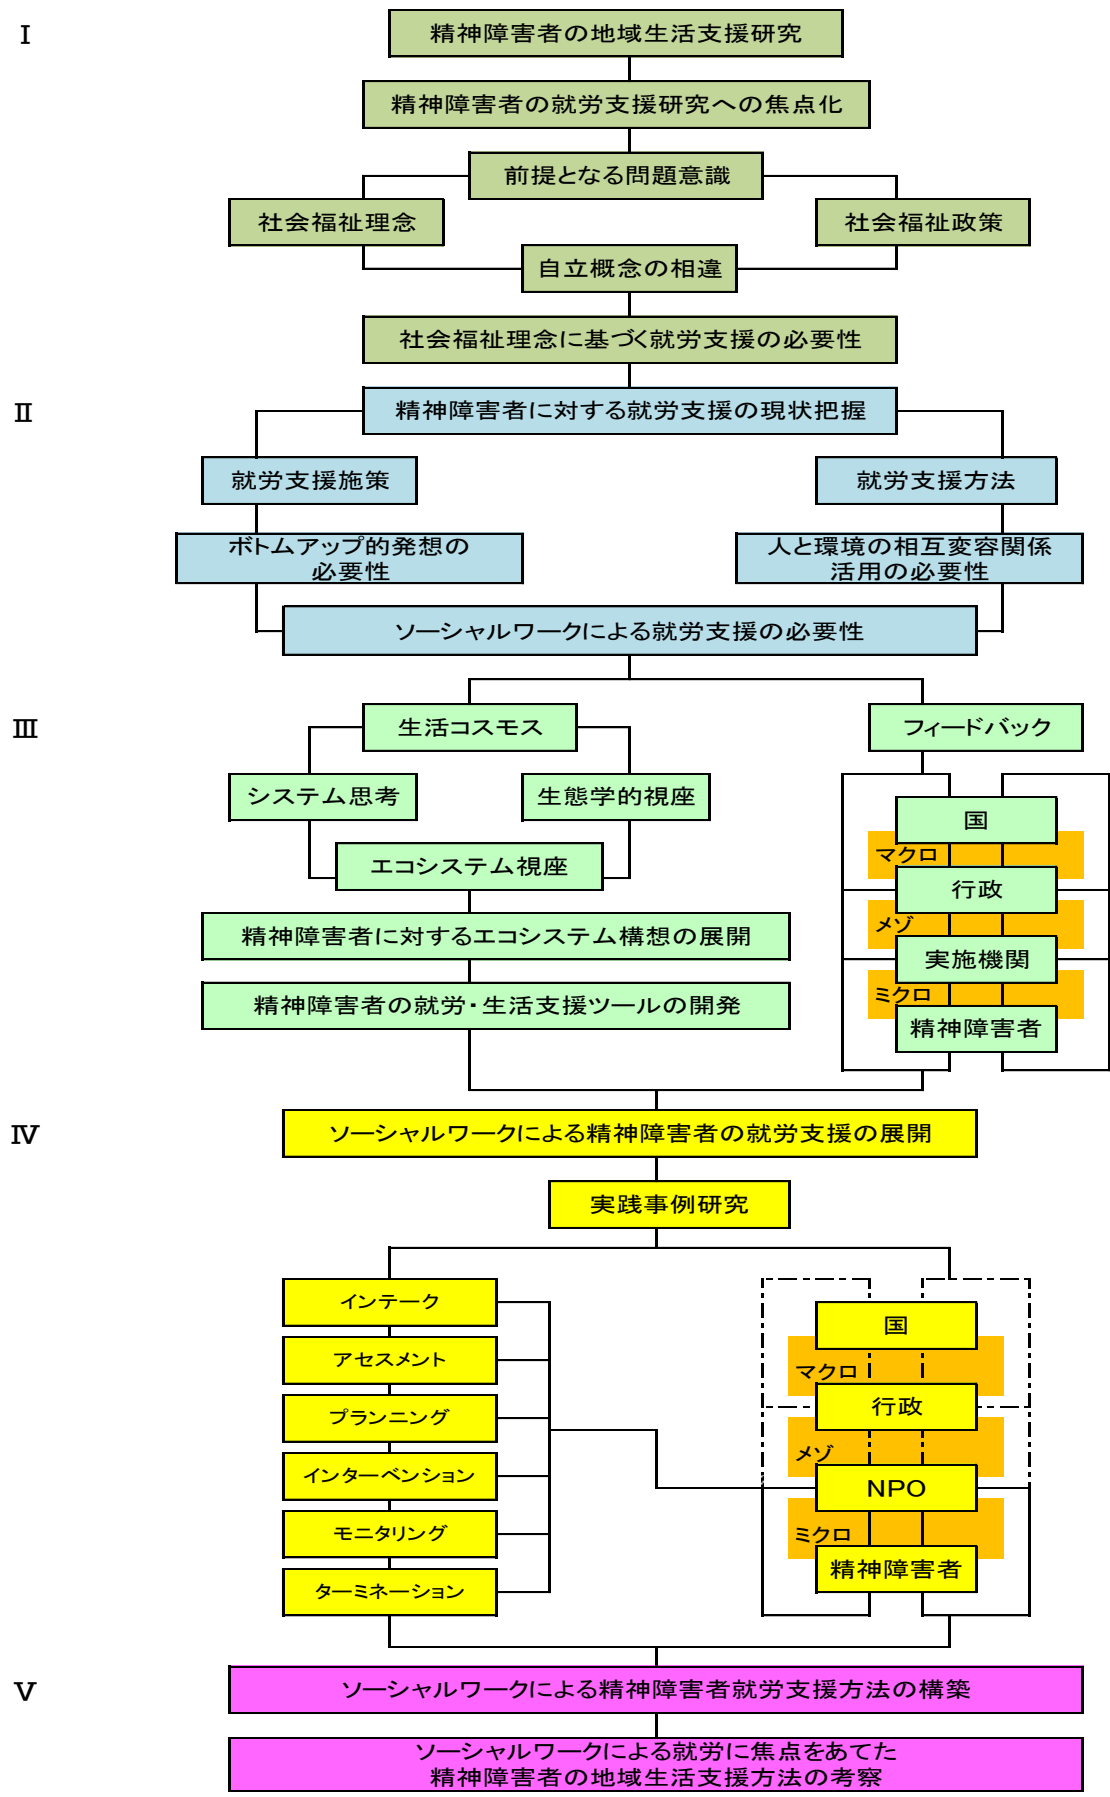 Ⅰ
精神障害者の地域生活支援研究
精神障害者の就労支援研究への焦点化
前提となる問題意識
社会福祉理念
社会福祉政策
自立概念の相違
社会福祉理念に基づく就労支援の必要性
Ⅱ
精神障害者に対する就労支援の現状把握
就労支援施策
就労支援方法
ボトムアップ的発想の
必要性
人と環境の相互変容関係
活用の必要性
ソーシャルワークによる就労支援の必要性
Ⅲ
生活コスモス
システム思考
生態学的視座
エコシステム視座
精神障害者に対するエコシステム構想の展開
精神障害者の就労・生活支援ツールの開発
フィードバック
国
マクロ
行政
メゾ
実施機関
ミクロ
精神障害者
Ⅳ
ソーシャルワークによる精神障害者の就労支援の展開
実践事例研究
インテーク
アセスメント
プランニング
インターベンション
モニタリング
ターミネーション
国
マクロ
行政
メゾ
NPO
ミクロ
精神障害者
Ⅴ
ソーシャルワークによる精神障害者就労支援方法の構築
ソーシャルワークによる就労に焦点をあてた
精神障害者の地域生活支援方法の考察